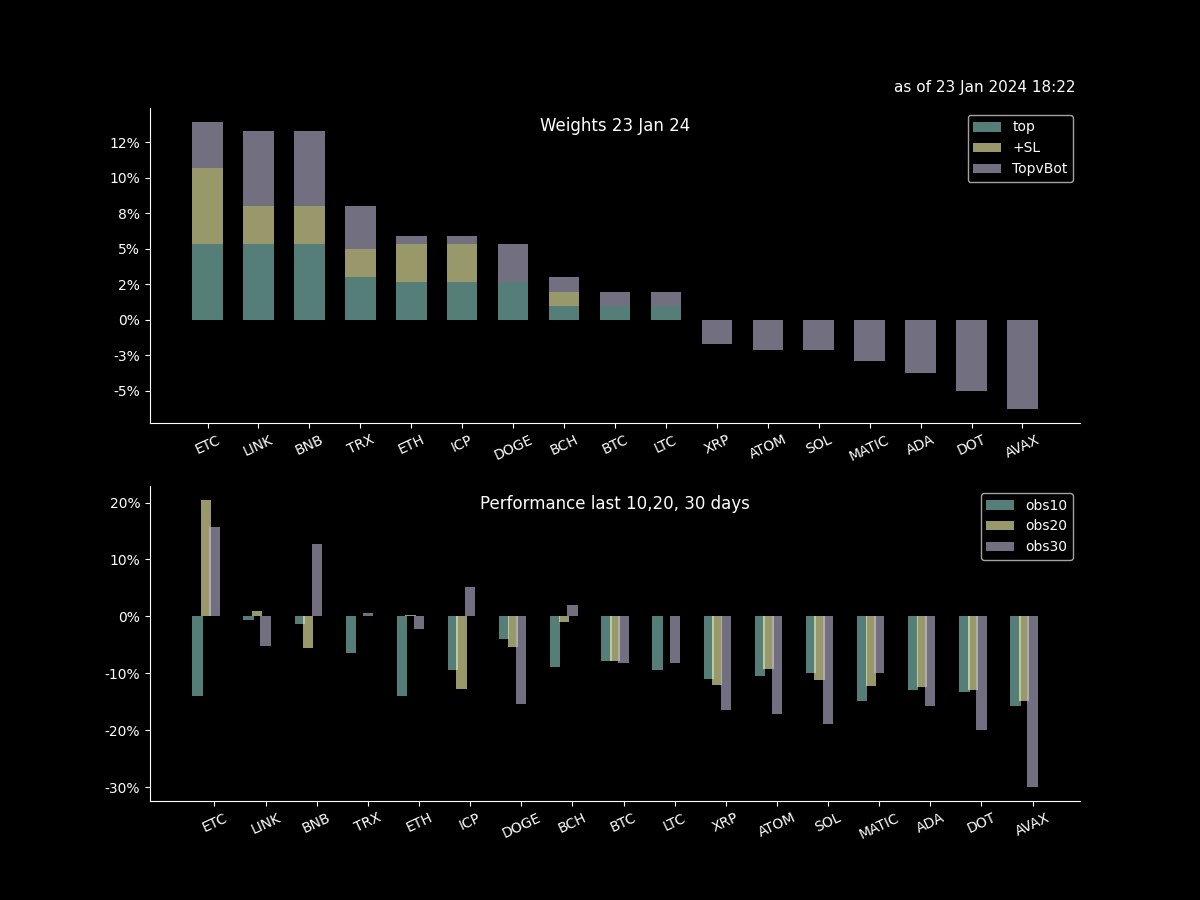 as of 23 Jan 2024 18:22
Weights 23 Jan 24
top
+SL
TopvBot
12%
10%
8%
5%
2%
0%
-3%
-5%
ETC LINK BNB TRX ETH ICP DOGE BCH BTC LTC XRP ATOM SOL MATIC ADA DOT AVAX
Performance last 10,20, 30 days
obs10
obs20
obs30
20%
10%
0%
-10%
-20%
-30%
ETC LINK BNB TRX ETH ICP DOGE BCH BTC LTC XRP ATOM SOL MATIC ADA DOT AVAX